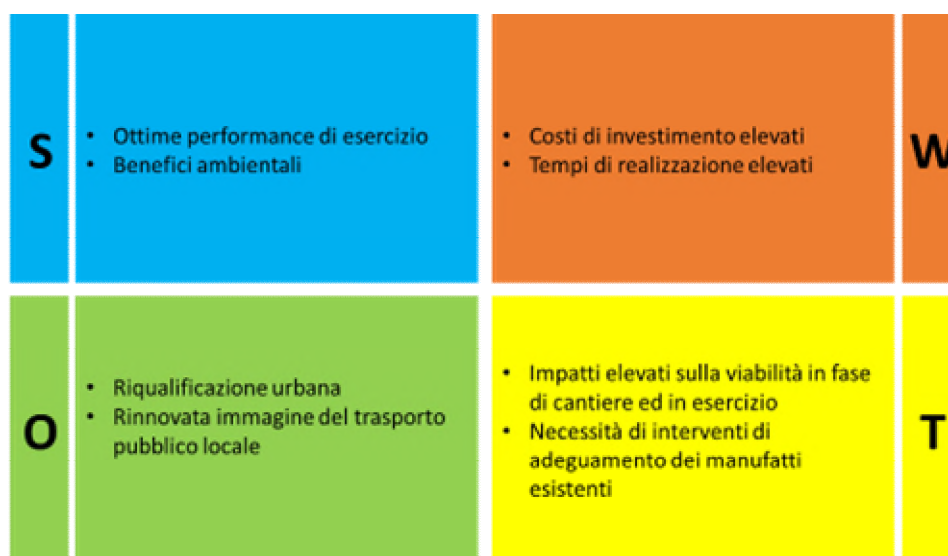 S
• Ottime performance di esercizio
• Benefici ambientali
• Costi di investimento elevati
• Tempi di realizzazione elevati
W
O
• Riqualificazione urbana
• Rinnovata immagine del trasporto
pubblico locale
• Impatti elevati sulla viabilità in fase
di cantiere ed in esercizio
• Necessità di interventi di
adeguamento dei manufatti
esistenti
T